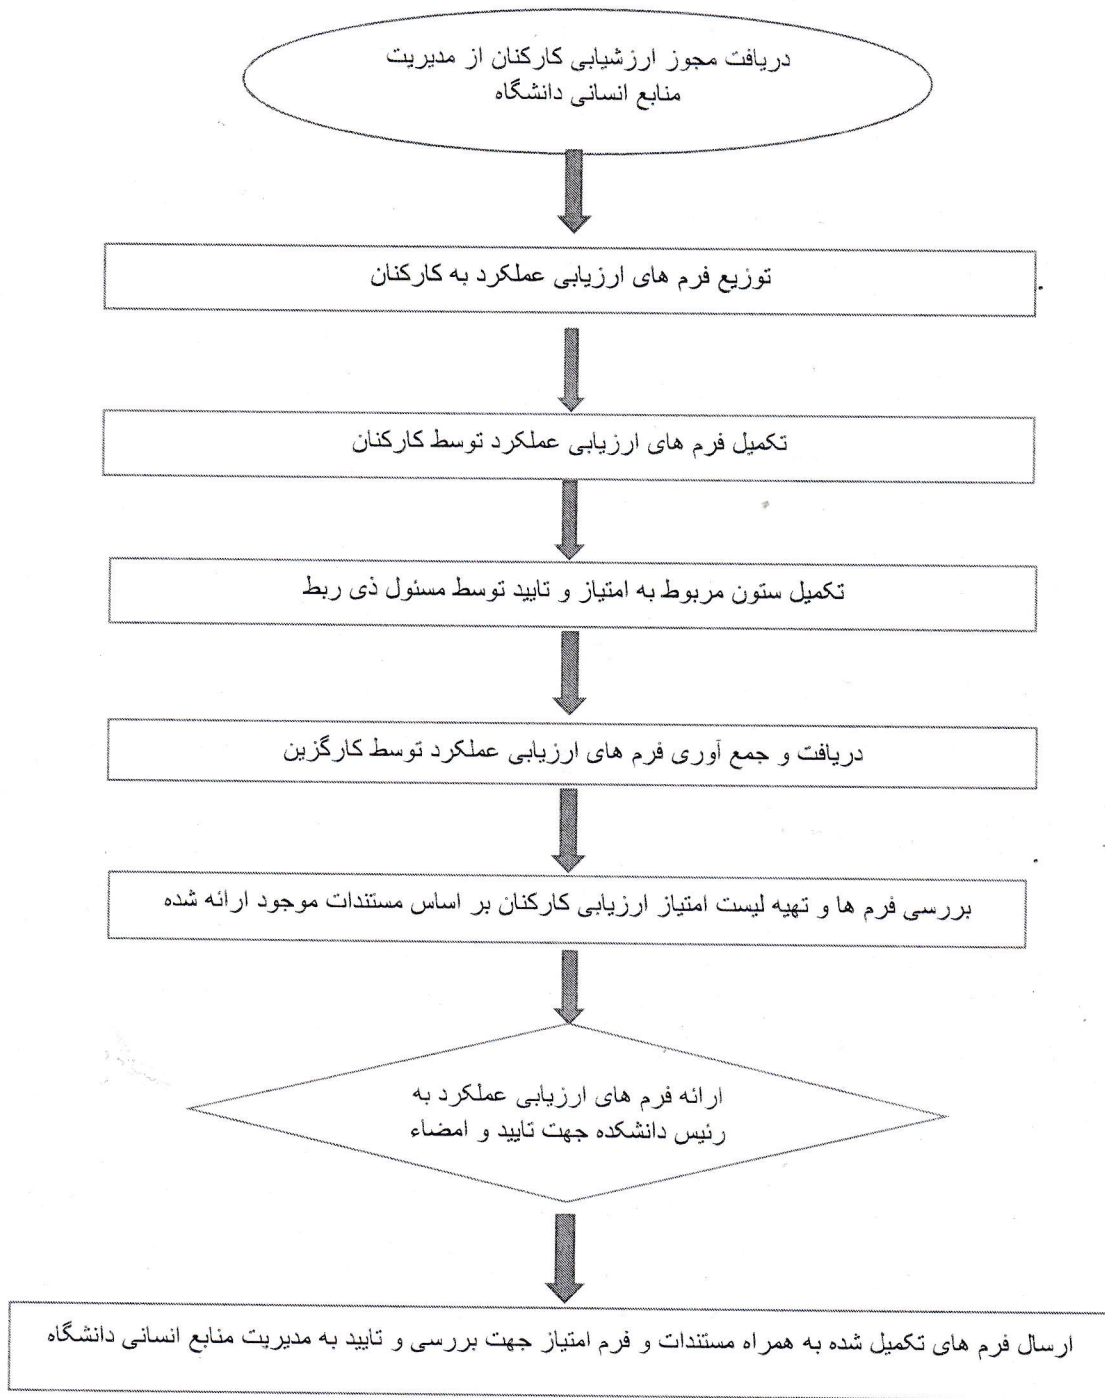 دریافت مجوز ارزشیابی کارکنان از مدیریت
منابع انسانی دانشگاه
توزیع فرم های ارزیابی عملکرد به کارکنان
تکمیل فرم های ارزیابی عملکرد توسط کارکنان
تکمیل ستون مربوط به امتیاز و تایید توسط مسئول ذی ربط
دریافت و جمع آوری فرم های ارزیابی عملکرد توسط کارگزین
بررسی فرم ها و تهیه لیست امتیاز ارزیابی کارکنان بر اساس مستندات موجود ارائه شده
ارائه فرم های ارزیابی عملکرد به
رئیس دانشکده جهت تایید و امضاء
ارسال فرم های تکمیل شده به همراه مستندات و فرم امتیاز جهت بررسی و تایید به مدیریت منابع انسانی دانشگاه